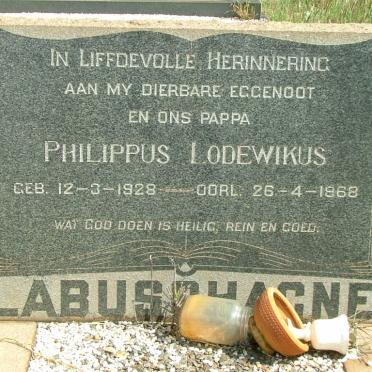 IN LIEFDEVOLLE HERINNERING
AAN MY DIERBARE EGGENOOT
EN ONS PAPPA
PHILIPPUS LODEWIKUS
GEB. 12-3-1928 — OORL. 26-4-1968
WAT GOD DOEN IS HEILIG, REIN EN GOED.
LABUSCHAGNE